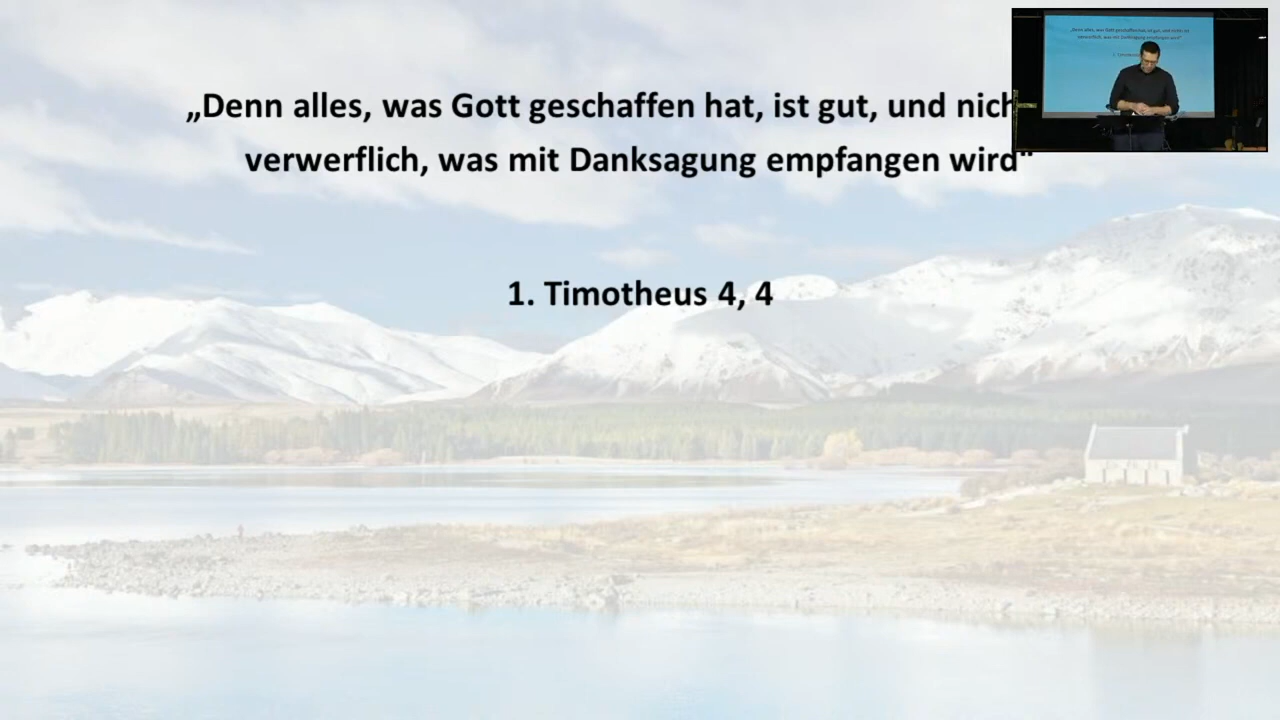 „Denn alles, was Gott geschaffen hat, ist gut, und
verwerflich, was mit Danksagung empfangen wird"
1. Timotheus 4, 4